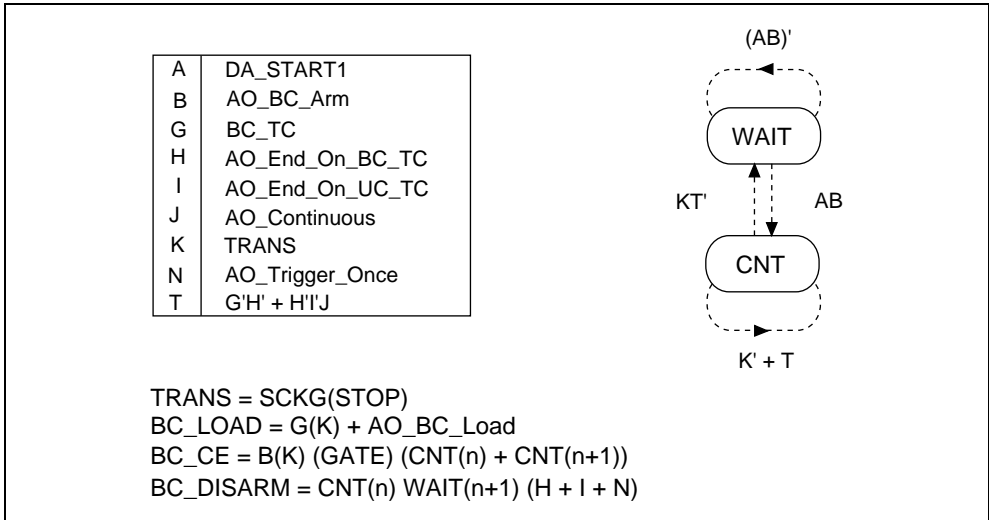 A DA_START1
B AO_BC_Arm
G BC_TC
H AO_End_On_BC_TC
I AO_End_On_UC_TC
J AO_Continuous
K TRANS
N AO_Trigger_Once
T G'H' + H'I'J
(AB)'
WAIT
KT'
AB
CNT
K' + T
TRANS = SCKG(STOP)
BC_LOAD = G(K) + AO_BC_Load
BC_CE = B(K) (GATE) (CNT(n) + CNT(n+1))
BC_DISARM = CNT(n) WAIT(n+1) (H + I + N)